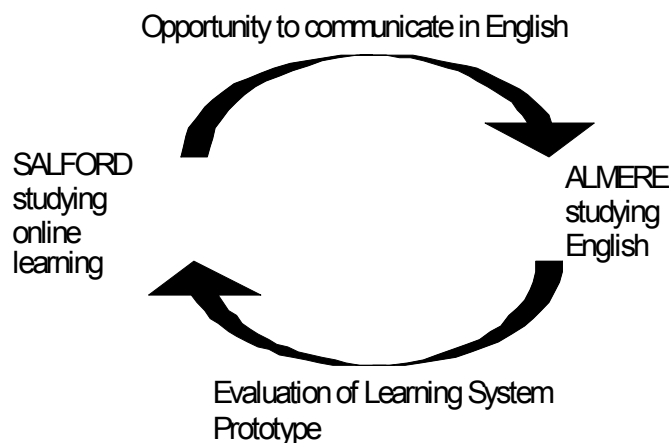 Opportunity to communicate in English
SALFORD
studying
online
learning
ALMERE
studying
English
Evaluation of Learning System
Prototype